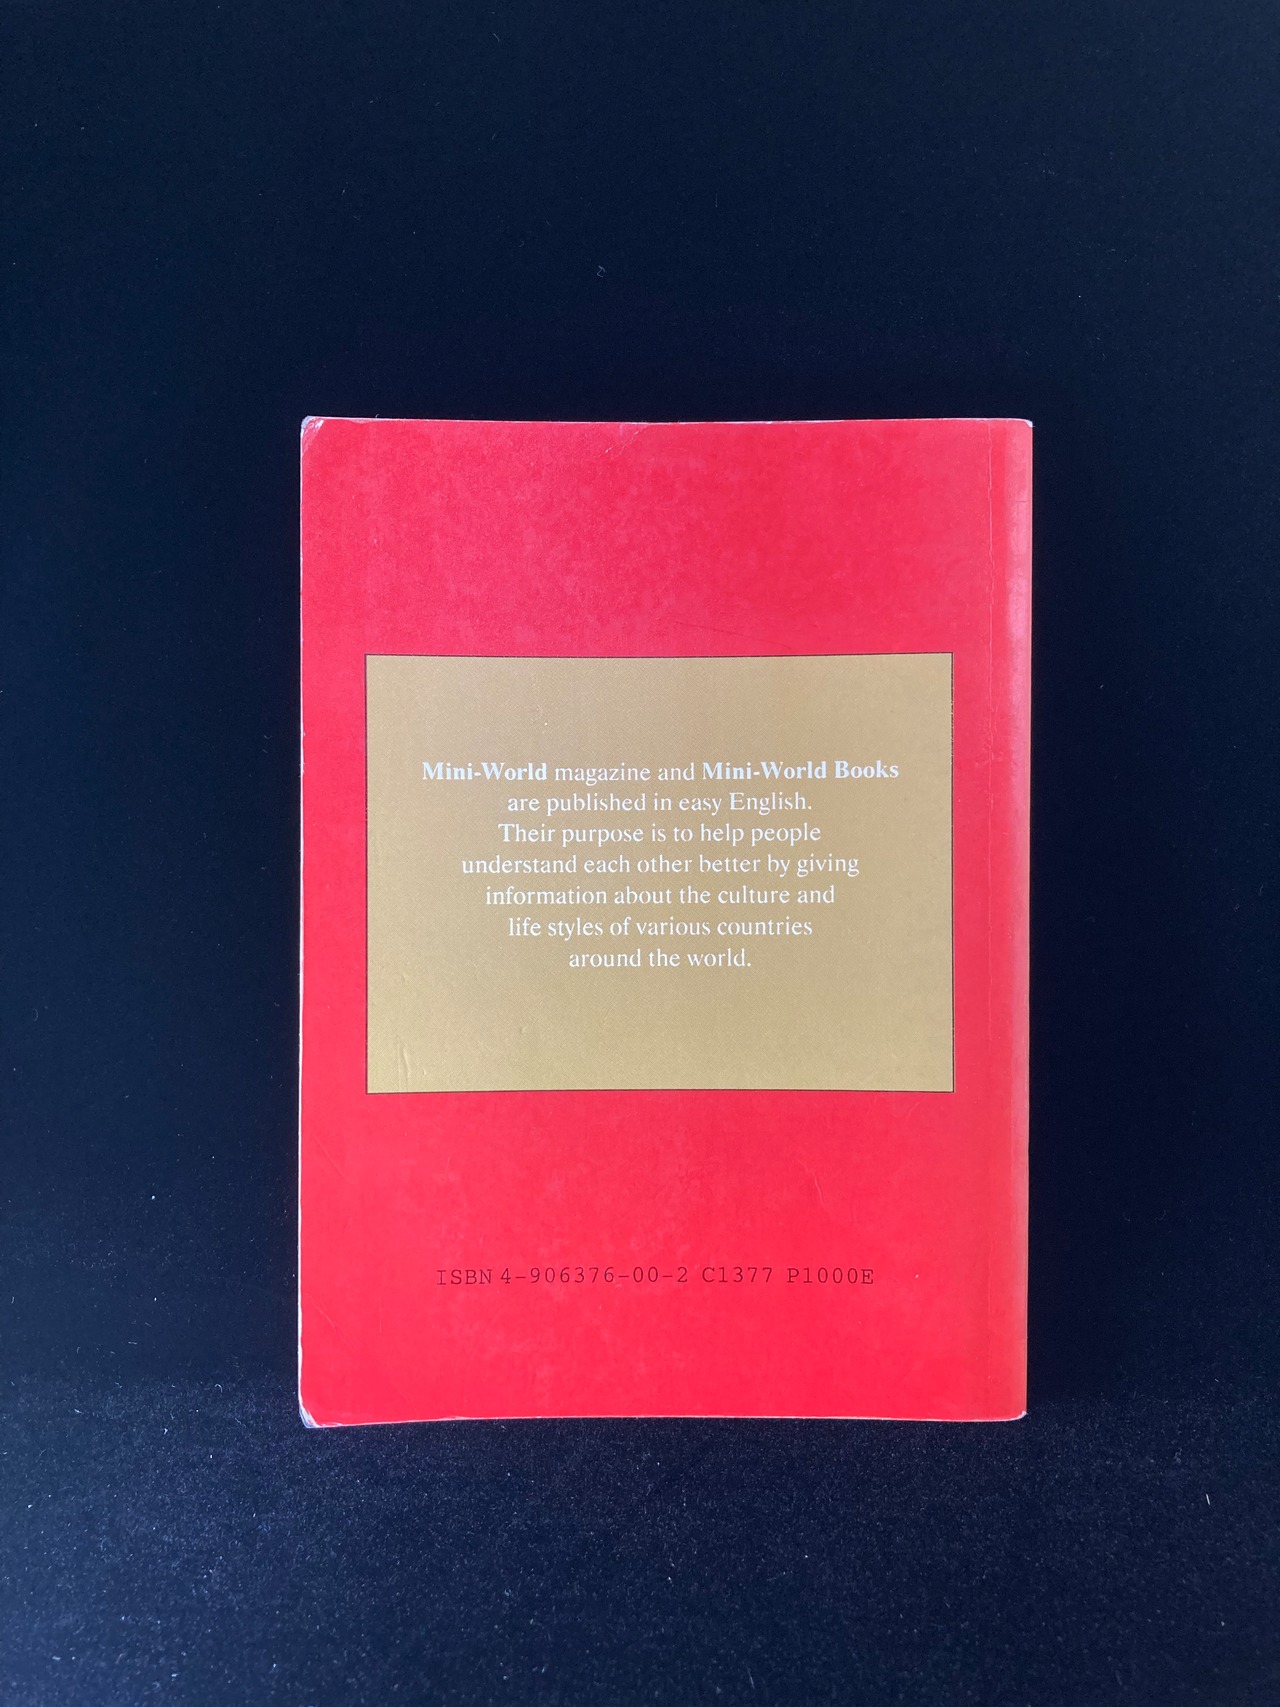 Mini-World magazine and Mini-World Books
are published in easy English.
Their purpose is to help people
understand each other better by giving
information about the culture and
life styles of various countries
around the world.
ISBN 4-906376-00-2 C1377 P1000E